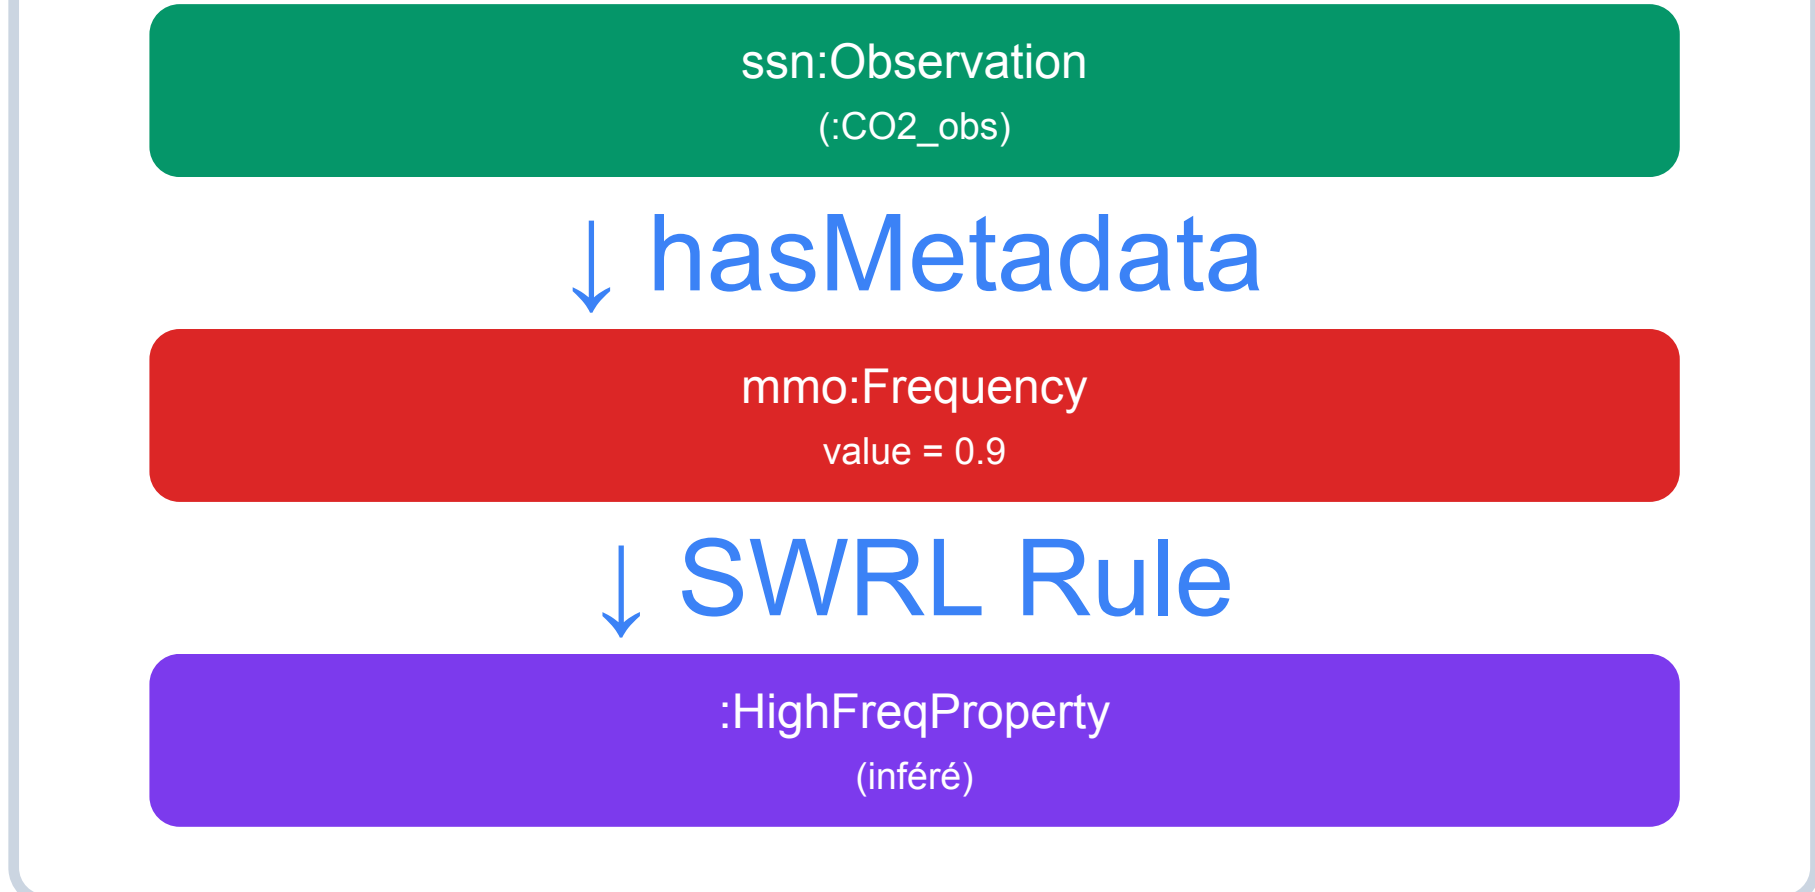 ssn:Observation
(:CO2_obs)
↓ hasMetadata
mmo:Frequency
value = 0.9
↓ SWRL Rule
:HighFreqProperty
(inféré)